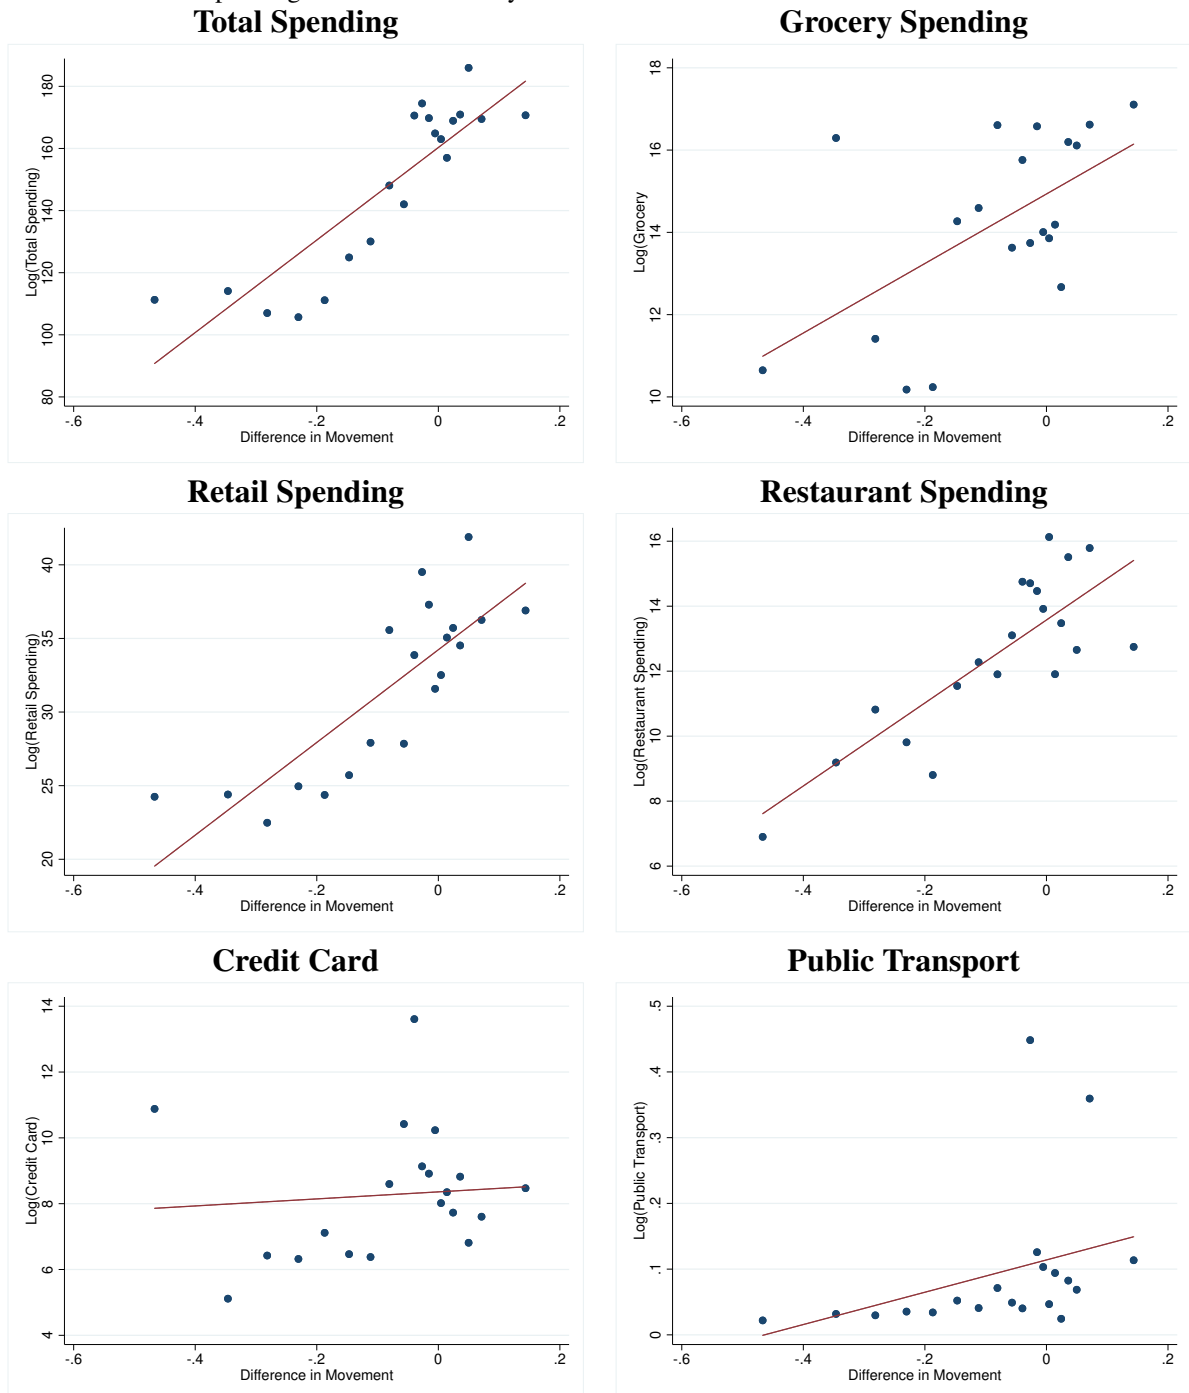 Total Spending Grocery Spending
180
160
140
120
100
80
Log(Total Spending)
-.6 -.4 -.2 0 .2
Difference in Movement
18
16
14
12
10
Log(Grocery
-.6 -.4 -.2 0 .2
Difference in Movement
Retail Spending Restaurant Spending
40
35
30
25
20
Log(Retail Spending)
-.6 -.4 -.2 0 .2
Difference in Movement
16
14
12
10
8
6
Log(Restaurant Spending)
-.6 -.4 -.2 0 .2
Difference in Movement
Credit Card Public Transport
14
12
10
8
6
4
Log(Credit Card)
-.6 -.4 -.2 0 .2
Difference in Movement
.5
.4
.3
.2
.1
0
Log(Public Transport)
-.6 -.4 -.2 0 .2
Difference in Movement